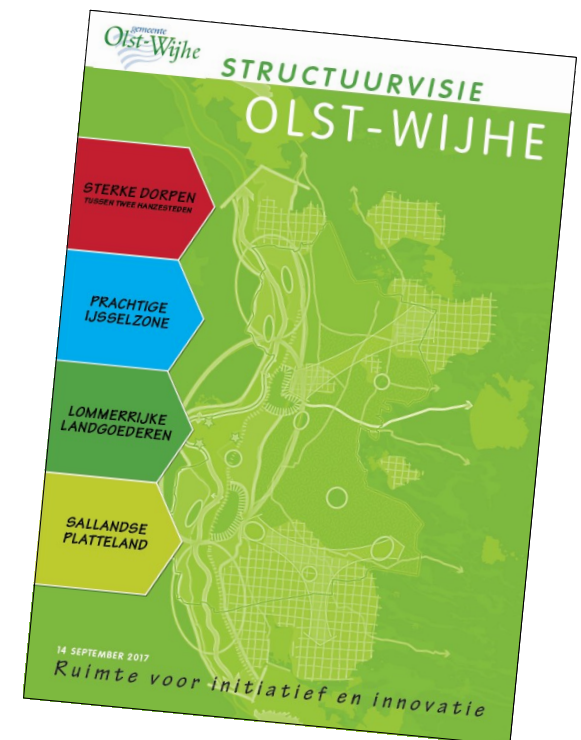 gemeente
Olst-Wijhe
STRUCTUURVISIE
OLST-WIJHE
STERKE DORPEN
TUSSEN TWEE HANZESTEDEN
PRACHTIGE
IJSSELZONE
LOMMERRIJKE
LANDGOEDEREN
SALLANDSE
PLATTELAND
14 SEPTEMBER 2017
Ruimte voor initiatief en innovatie